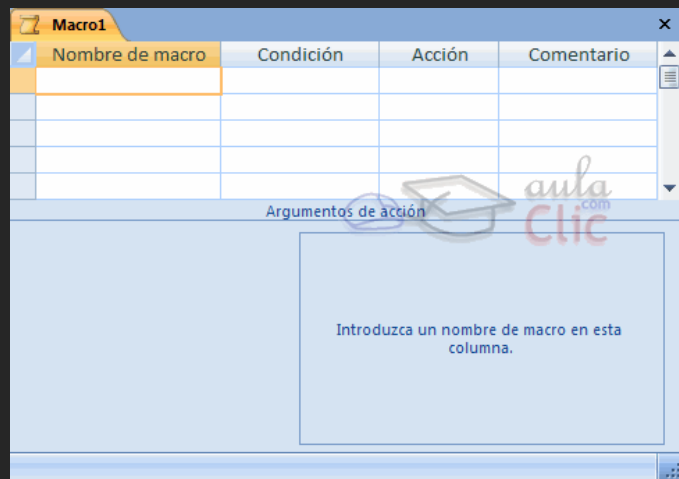 Macro1
Nombre de macro Condición Acción Comentario
Argumentos de acción
aula
.com
Clic
Introduzca un nombre de macro en esta
columna.